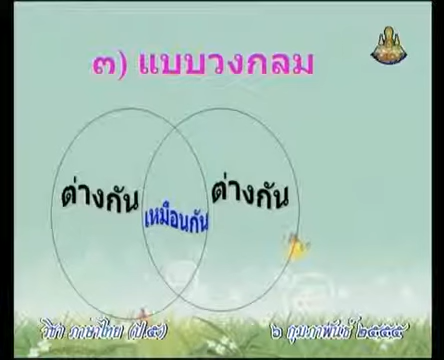 ๓) แบบวงกลม
ต่างกัน
ต่างกัน
เหมือนกัน
วิชา ภาษาไทย (ป.๕)
๖ กุมภาพันธ์ ๒๕๕๕